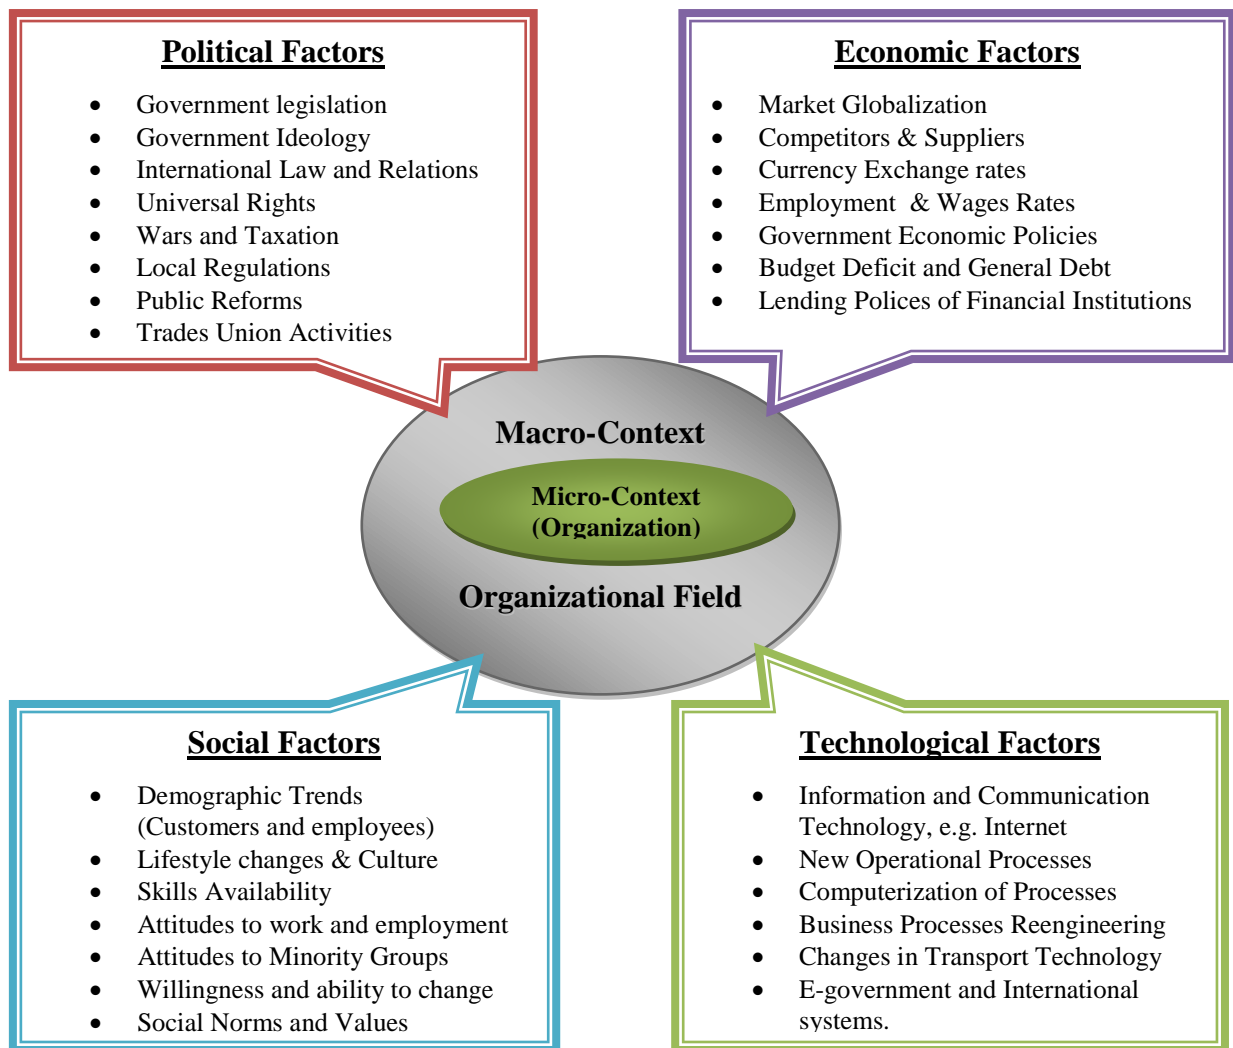 Political Factors
• Government legislation
• Government Ideology
• International Law and Relations
• Universal Rights
• Wars and Taxation
• Local Regulations
• Public Reforms
• Trades Union Activities
Economic Factors
• Market Globalization
• Competitors & Suppliers
• Currency Exchange rates
• Employment & Wages Rates
• Government Economic Policies
• Budget Deficit and General Debt
• Lending Polices of Financial Institutions
Macro-Context
Micro-Context
(Organization)
Organizational Field
Social Factors
• Demographic Trends
(Customers and employees)
• Lifestyle changes & Culture
• Skills Availability
• Attitudes to work and employment
• Attitudes to Minority Groups
• Willingness and ability to change
• Social Norms and Values
Technological Factors
• Information and Communication
Technology, e.g. Internet
• New Operational Processes
• Computerization of Processes
• Business Processes Reengineering
• Changes in Transport Technology
• E-government and International
systems.